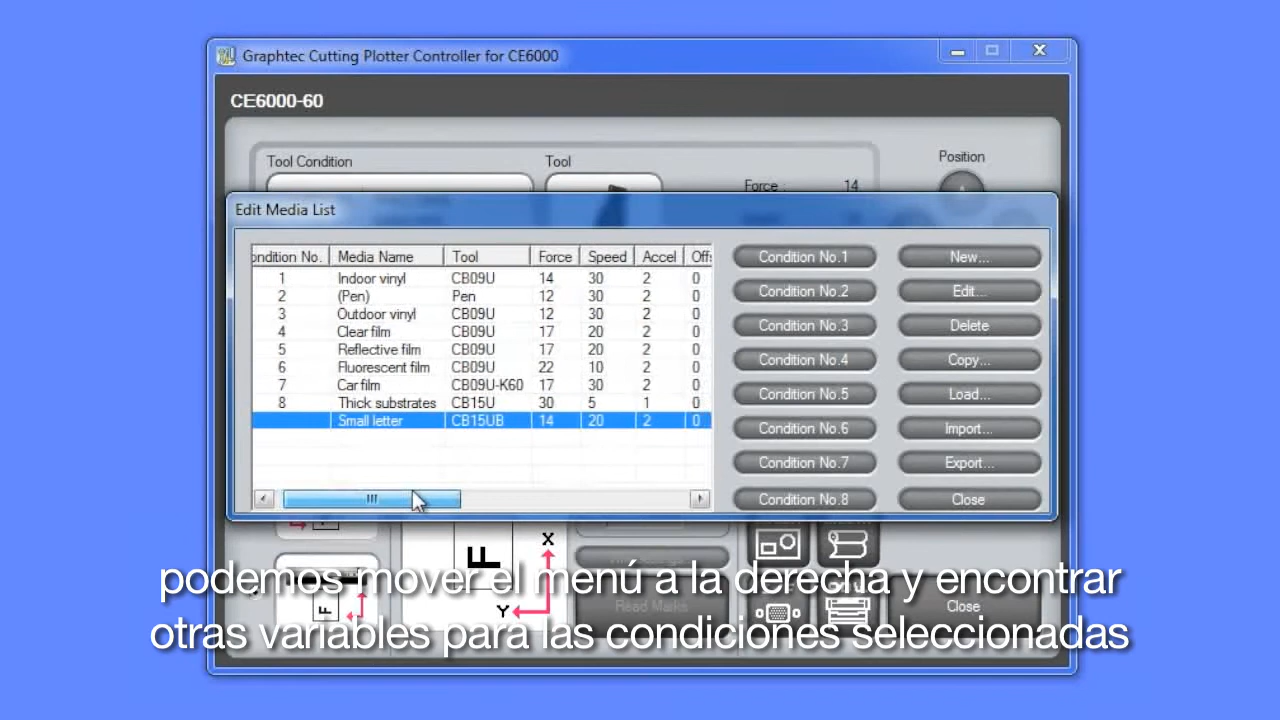 Graphtec Cutting Plotter Controller for CE6000
CE6000-60
Tool Condition Tool Position
Force : 14
Edit Media List
ondition No. Media Name Tool Force Speed Accel Offs
1 Indoor vinyl CB09U 14 30 2 0
2 (Pen) Pen 12 30 2 0
3 Outdoor vinyl CB09U 12 30 2 0
4 Clear film CB09U 17 20 2 0
5 Reflective film CB09U 17 20 2 0
6 Fluorescent film CB09U 22 10 2 0
7 Car film CB09U-K60 17 30 2 0
8 Thick substrates CB15U 30 5 1 0
Small letter CB15UB 14 20 2 0
Condition No.1 New...
Condition No.2 Edit...
Condition No.3 Delete
Condition No.4 Copy...
Condition No.5 Load...
Condition No.6 Import...
Condition No.7 Export...
Condition No.8 Close
X
F
Y
F
Read Marks
Close
podemos mover el menú a la derecha y encontrar
otras variables para las condiciones seleccionadas